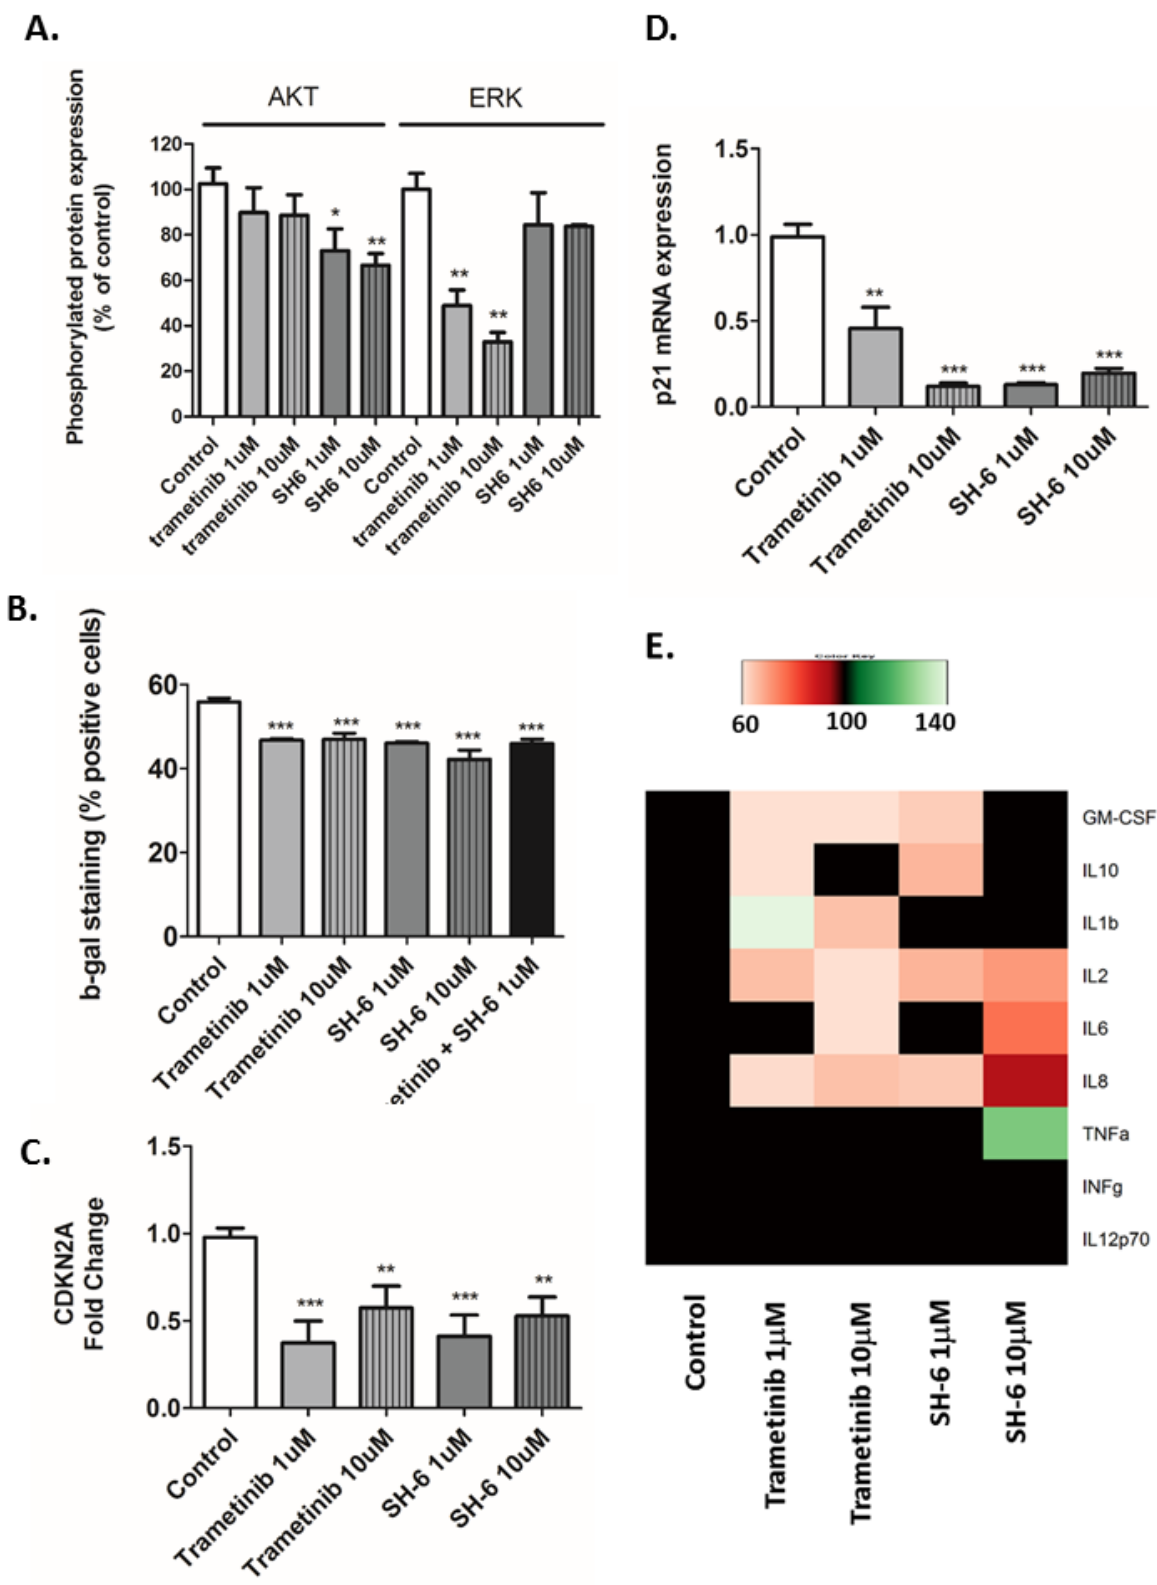 A.
AKT
ERK
Phosphorylated protein expression
(% of control)
120
100
80
60
40
20
0
*
**
**
**
Control
trametinib 1uM
trametinib 10uM
SH6 1uM
SH6 10uM
Control
trametinib 1uM
trametinib 10uM
SH6 1uM
SH6 10uM
B.
b-gal staining (% positive cells)
60
40
20
0
***
***
***
***
***
Control
Trametinib 1uM
Trametinib 10uM
SH-6 1uM
SH-6 10uM
etinib + SH-6 1uM
C.
CDKN2A
Fold Change
1.5
1.0
0.5
0.0
***
**
***
**
Control
Trametinib 1uM
Trametinib 10uM
SH-6 1uM
SH-6 10uM
D.
p21 mRNA expression
1.5
1.0
0.5
0.0
**
***
***
***
Control
Trametinib 1uM
Trametinib 10uM
SH-6 1uM
SH-6 10uM
E.
Color Key
60 100 140
GM-CSF
IL10
IL1b
IL2
IL6
IL8
TNFa
INFg
IL12p70
Control
Trametinib 1µM
Trametinib 10µM
SH-6 1µM
SH-6 10µM